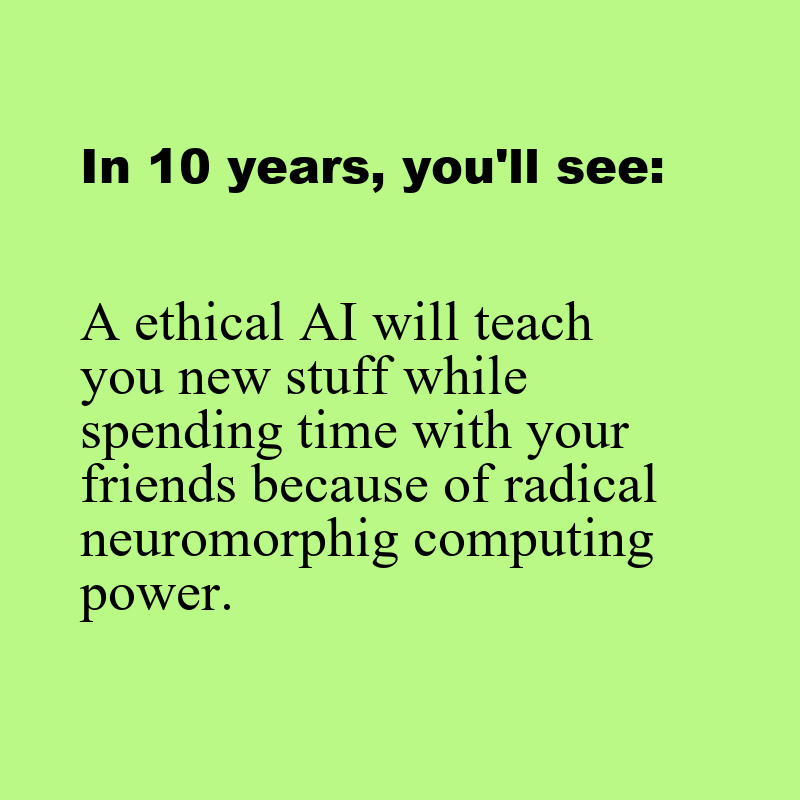 In 10 years, you'll see:
A ethical AI will teach
you new stuff while
spending time with your
friends because of radical
neuromorphig computing
power.